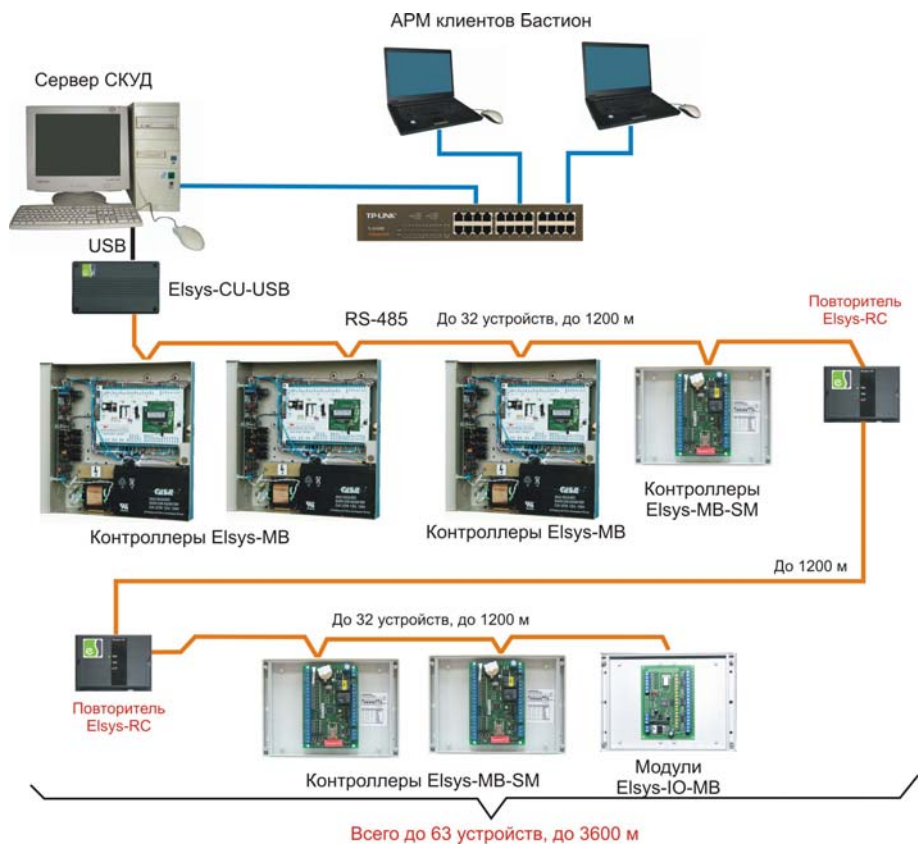 АРМ клиентов Бастион
Сервер СКУД
TP-LINK
USB
Elsys-CU-USB
RS-485
До 32 устройств, до 1200 м
Повторитель
Elsys-RC
Контроллеры Elsys-MB
Контроллеры Elsys-MB
Контроллеры
Elsys-MB-SM
До 1200 м
До 32 устройств, до 1200 м
Повторитель
Elsys-RC
Контроллеры Elsys-MB-SM
Модули
Elsys-IO-MB
Всего до 63 устройств, до 3600 м